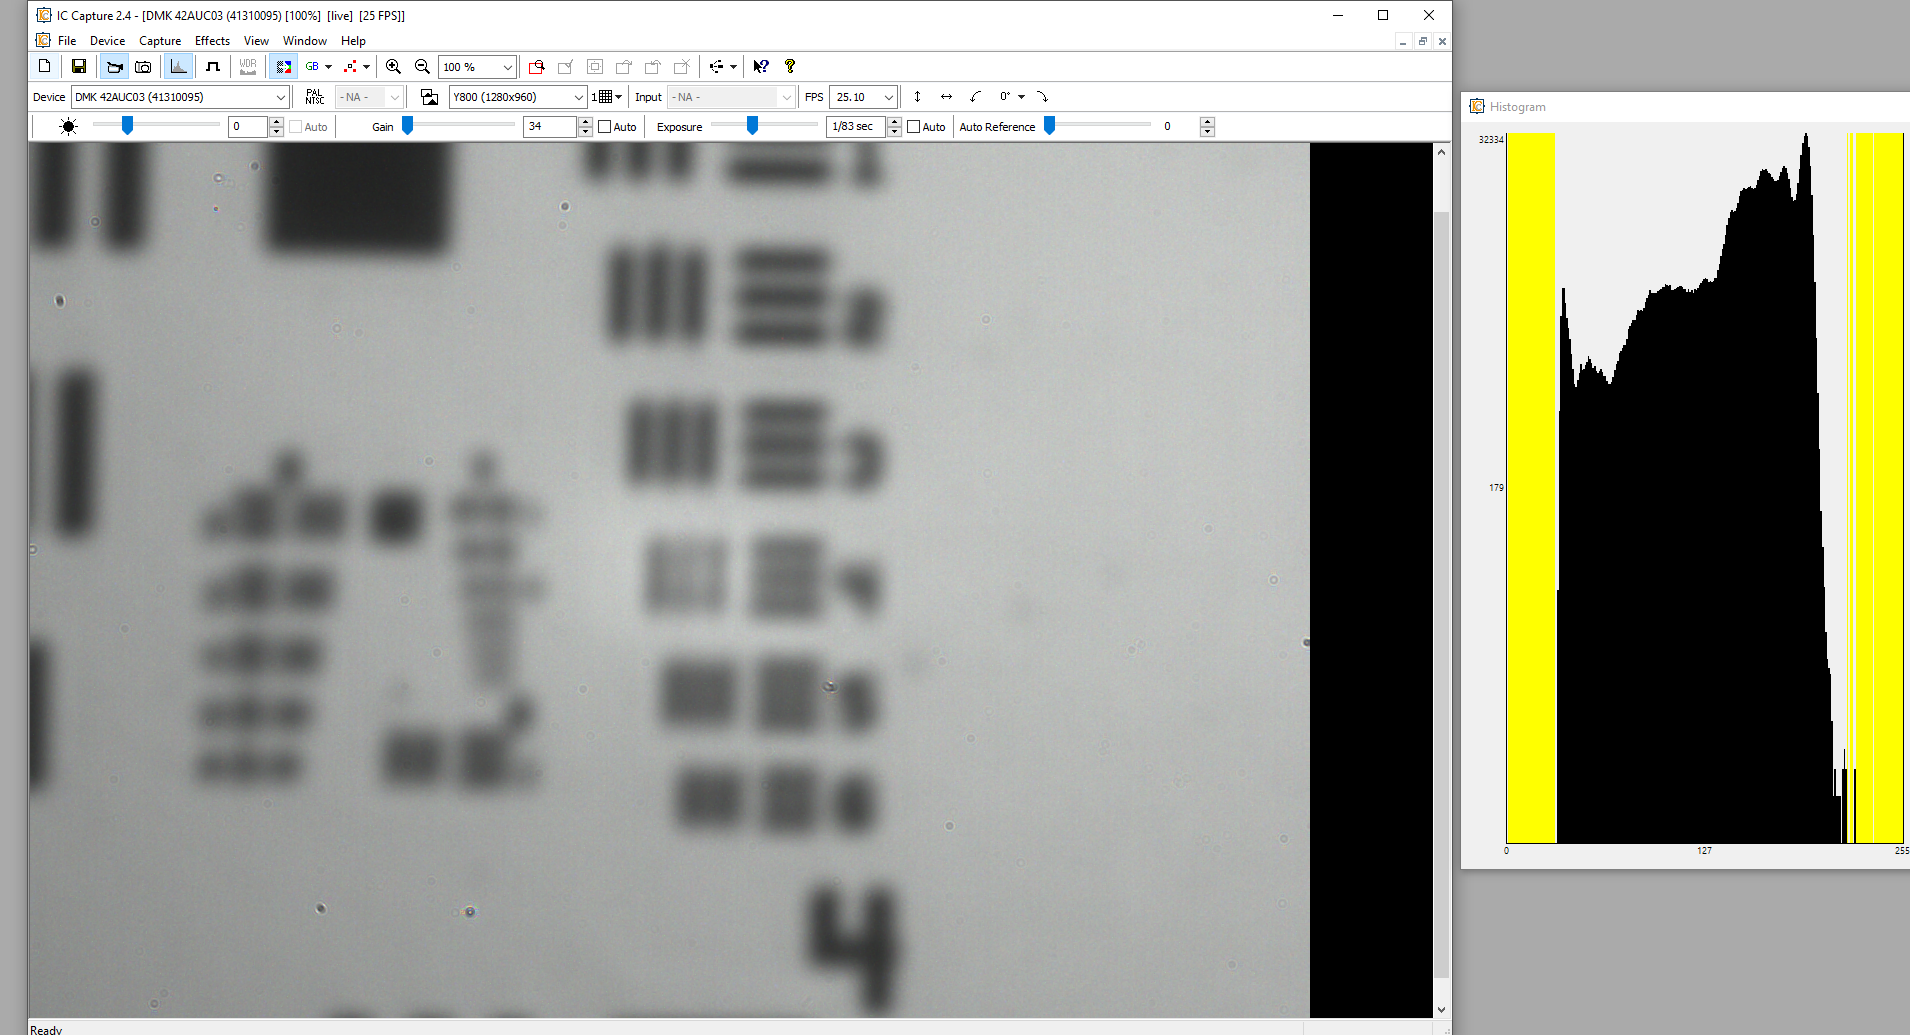 IC Capture 2.4 - [DMK 42AUC03 (41310095) [100%]  [live]  [25 FPS]]
File Device Capture Effects View Window Help
WDR GB 100 %
Device DMK 42AUC03 (41310095) PAL NTSC - NA - Y800 (1280x960) 1 Input - NA - FPS 25.10 0°
0 Auto Gain 34 Auto Exposure 1/83 sec Auto Auto Reference 0
2
3
4
5
6
4
Ready
Histogram
32334
179
0 127 255